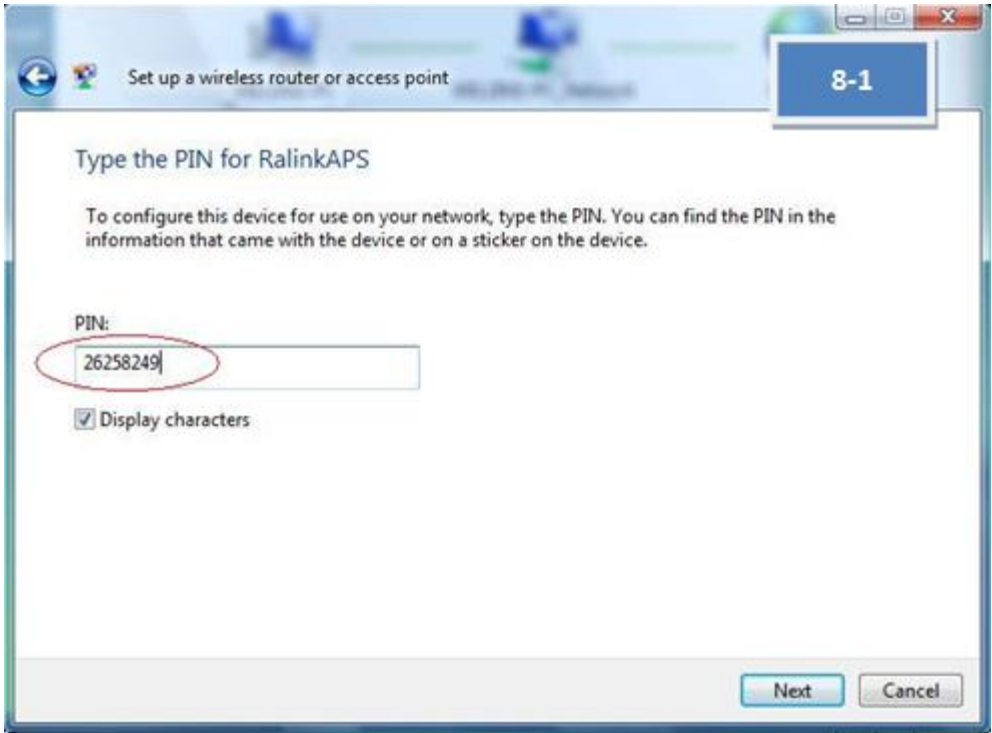 Set up a wireless router or access point
8-1
Type the PIN for RalinkAPS
To configure this device for use on your network, type the PIN. You can find the PIN in the
information that came with the device or on a sticker on the device.
PIN:
26258249
Display characters
Next Cancel